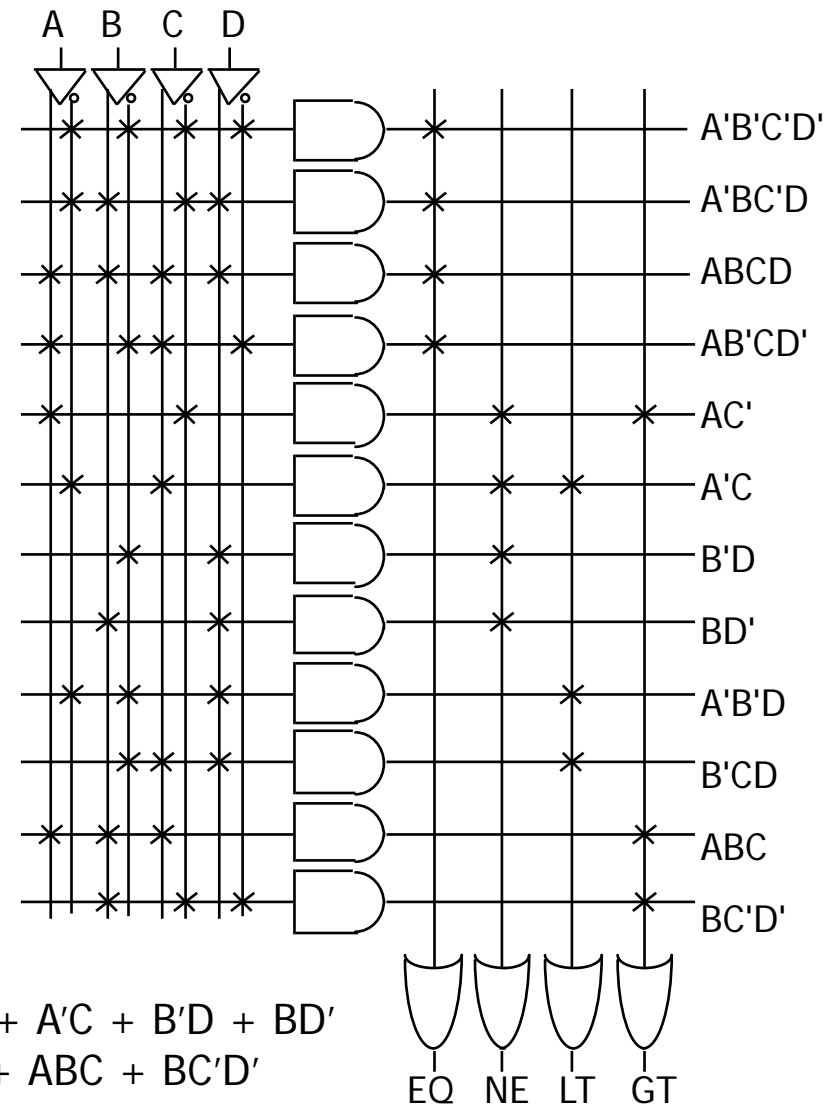 A B C D
A'B'C'D'
A'BC'D
ABCD
AB'CD'
AC'
A'C
B'D
BD'
A'B'D
B'CD
ABC
BC'D'
+ A′C + B′D + BD′
+ ABC + BC′D′
EQ NE LT GT